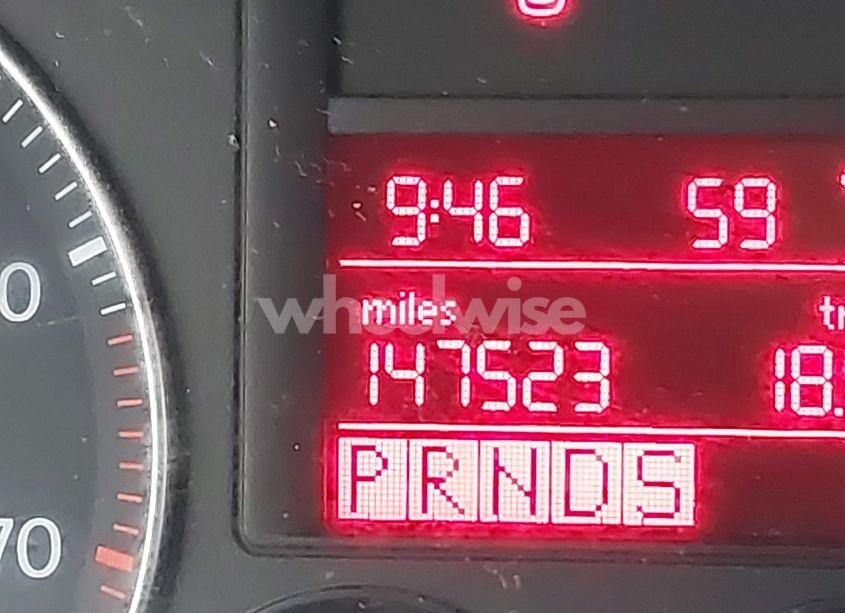 9:46 59
miles
147523 18.
PRNDS
0
70
wheelwise